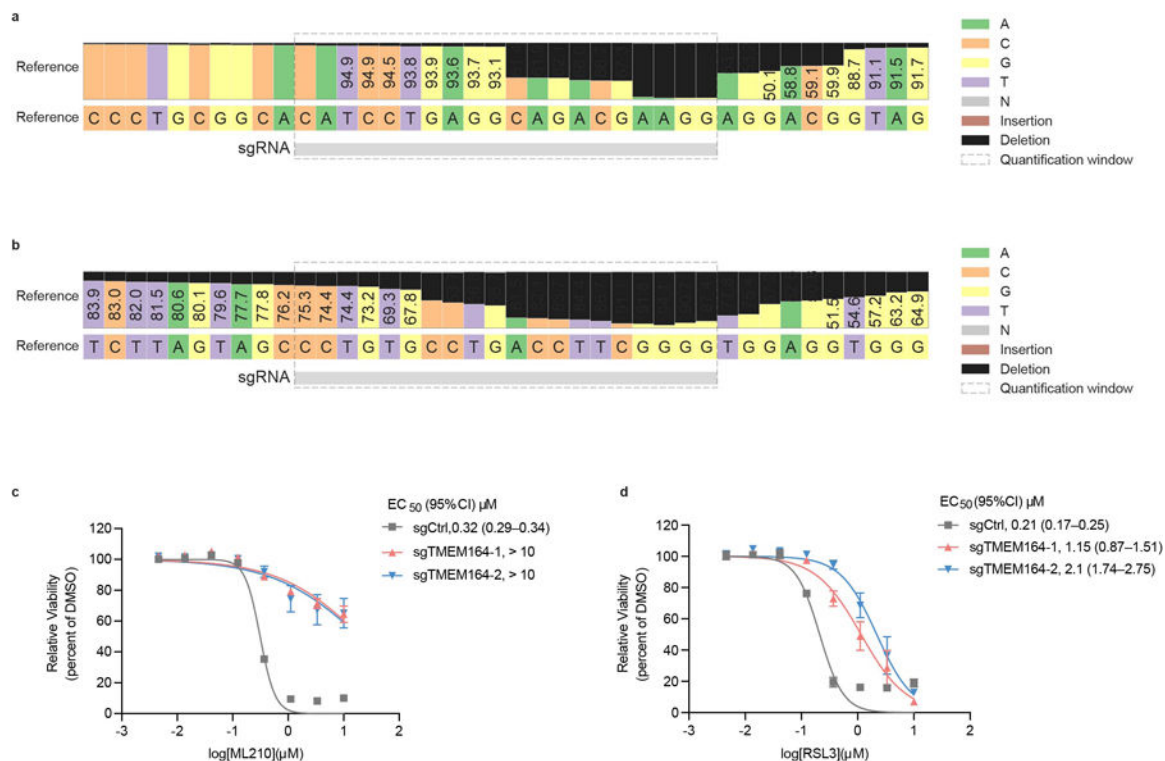 a
Reference
94.9 94.9 94.5 93.8 93.9 93.6 93.7 93.1 50.1 58.8 59.1 59.9 88.7 91.1 91.5 91.7
Reference C C C T G C G G C A C A T C C T G A G G C A G A C G A A G G A G G A C G G T A G
sgRNA
A
C
G
T
N
Insertion
Deletion
Quantification window
b
Reference
83.9 83.0 82.0 81.5 80.6 80.1 79.6 77.7 77.8 76.2 75.3 74.4 74.4 73.2 69.3 67.8 51.5 54.6 57.2 63.2 64.9
Reference T C T T A G T A G C C C T G T G C C T G A C C T T C G G G G T G G A G G T G G G
sgRNA
A
C
G
T
N
Insertion
Deletion
Quantification window
c
EC50 (95%CI) µM
sgCtrl,0.32 (0.29–0.34)
sgTMEM164-1, > 10
sgTMEM164-2, > 10
Relative Viability
(percent of DMSO)
120
100
80
60
40
20
0
-3 -2 -1 0 1 2
log[ML210](µM)
d
EC50 (95%CI) µM
sgCtrl, 0.21 (0.17–0.25)
sgTMEM164-1, 1.15 (0.87–1.51)
sgTMEM164-2, 2.1 (1.74–2.75)
Relative Viability
(percent of DMSO)
120
100
80
60
40
20
0
-3 -2 -1 0 1 2
log[RSL3](µM)